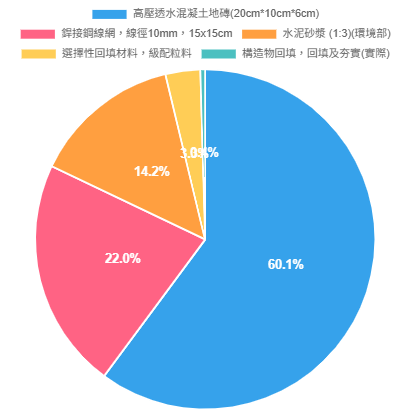 高壓透水混凝土地磚(20cm*10cm*6cm)
銲接鋼線網，線徑10mm，15x15cm 水泥砂漿 (1:3)(環境部)
選擇性回填材料，級配粒料 構造物回填，回填及夯實(實際)
14.2%
22.0%
60.1%